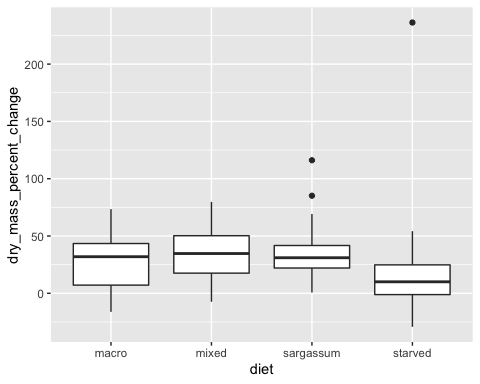 dry_mass_percent_change
200
150
100
50
0
macro mixed sargassum starved
diet